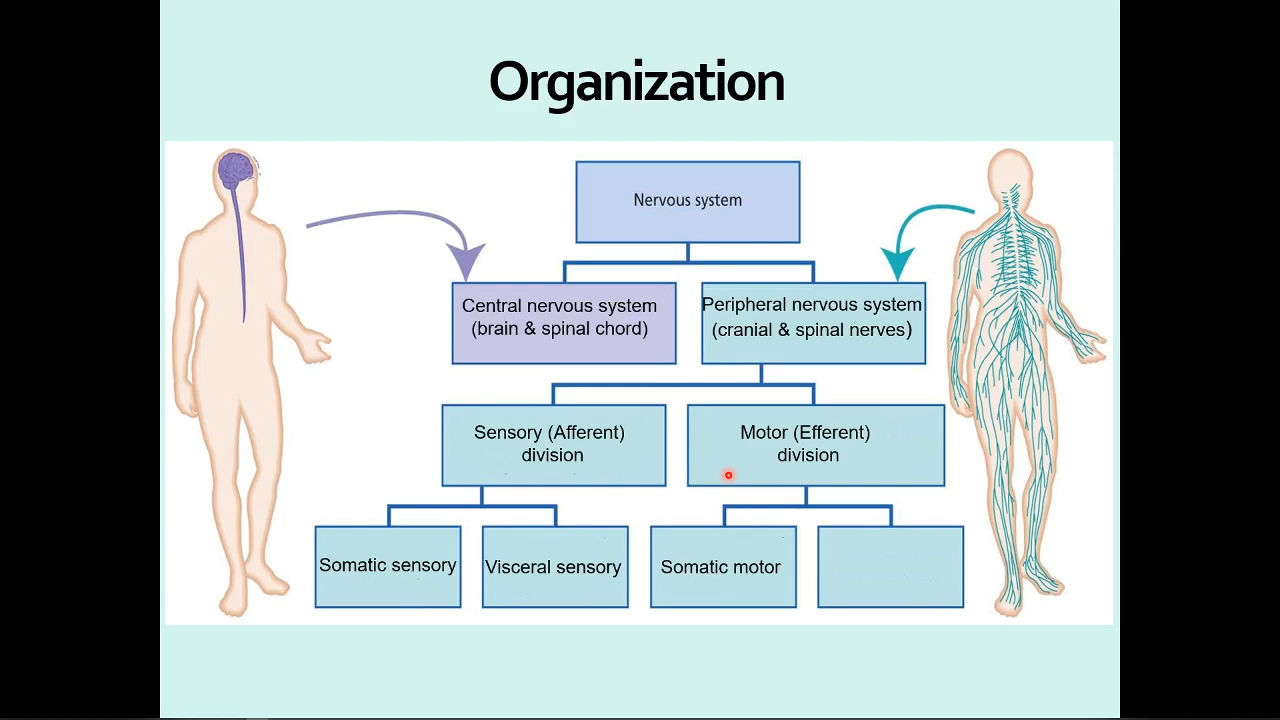 Organization
Nervous system
Central nervous system
(brain & spinal chord)
Peripheral nervous system
(cranial & spinal nerves)
Sensory (Afferent)
division
Motor (Efferent)
division
Somatic sensory
Visceral sensory
Somatic motor